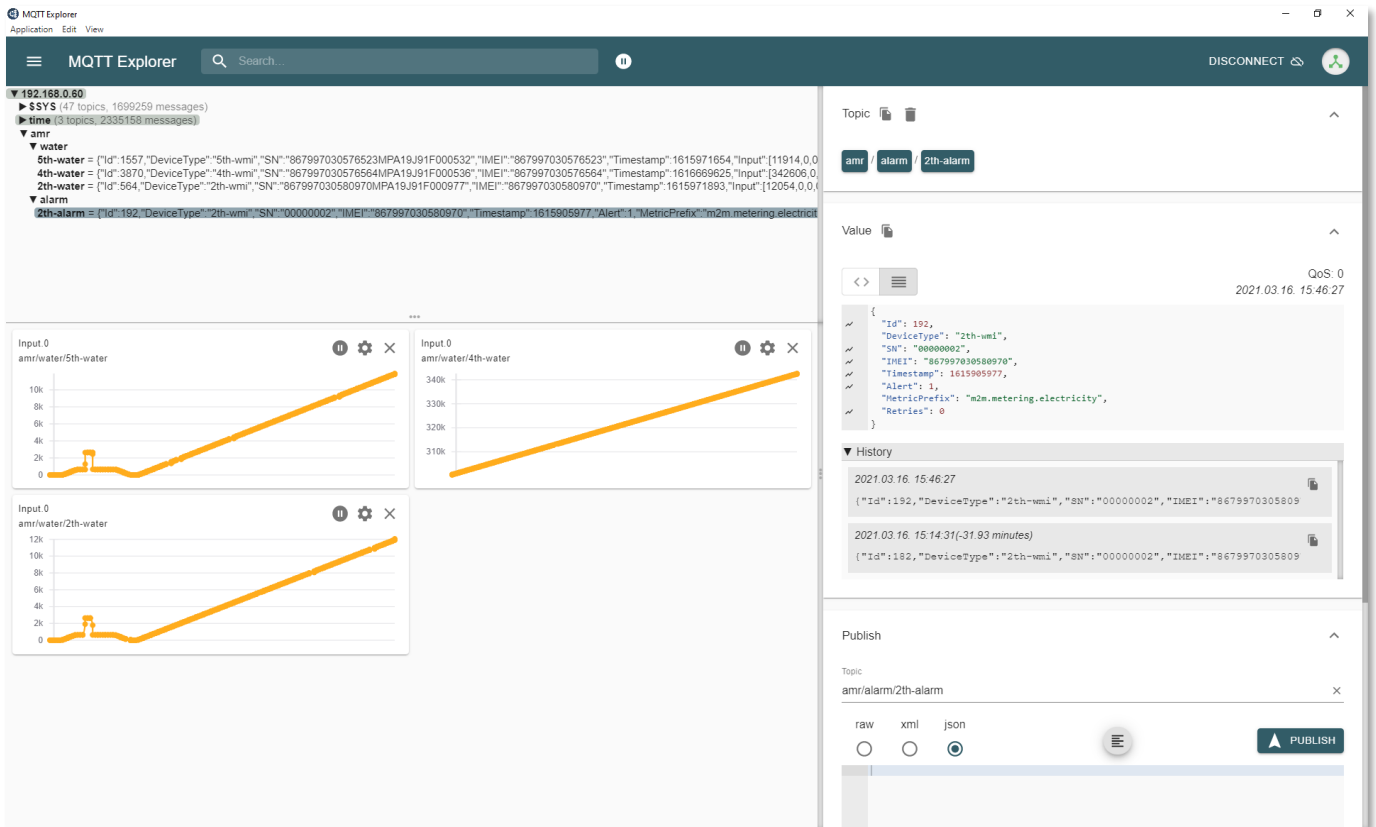 MQTT Explorer
Application Edit View
MQTT Explorer
Search...
DISCONNECT
▼ 192.168.0.60
▶ $SYS (47 topics, 1699259 messages)
▶ time (3 topics, 2335158 messages)
▼ amr
▼ water
5th-water = {"Id":1557,"DeviceType":"5th-wmi","SN":"867997030576523MPA19J91F000532","IMEI":"867997030576523","Timestamp":1615971654,"Input":[11914,0,0
4th-water = {"Id":3870,"DeviceType":"4th-wmi","SN":"867997030576564MPA19J91F000536","IMEI":"867997030576564","Timestamp":1616669625,"Input":[342606,0,
2th-water = {"Id":564,"DeviceType":"2th-wmi","SN":"867997030580970MPA19J91F000977","IMEI":"867997030580970","Timestamp":1615971893,"Input":[12054,0,0,
▼ alarm
2th-alarm = {"Id":192,"DeviceType":"2th-wmi","SN":"00000002","IMEI":"867997030580970","Timestamp":1615905977,"Alert":1,"MetricPrefix":"m2m.metering.electricit
Input.0
amr/water/5th-water
10k
8k
6k
4k
2k
0
Input.0
amr/water/4th-water
340k
330k
320k
310k
Input.0
amr/water/2th-water
12k
10k
8k
6k
4k
2k
0
Topic
amr / alarm / 2th-alarm
Value
QoS: 0
2021.03.16. 15:46:27
{
"Id": 192,
"DeviceType": "2th-wmi",
"SN": "00000002",
"IMEI": "867997030580970",
"Timestamp": 1615905977,
"Alert": 1,
"MetricPrefix": "m2m.metering.electricity",
"Retries": 0
}
▼ History
2021.03.16. 15:46:27
{"Id":192,"DeviceType":"2th-wmi","SN":"00000002","IMEI":"8679970305809
2021.03.16. 15:14:31(-31.93 minutes)
{"Id":182,"DeviceType":"2th-wmi","SN":"00000002","IMEI":"8679970305809
Publish
Topic
amr/alarm/2th-alarm
raw xml json
PUBLISH